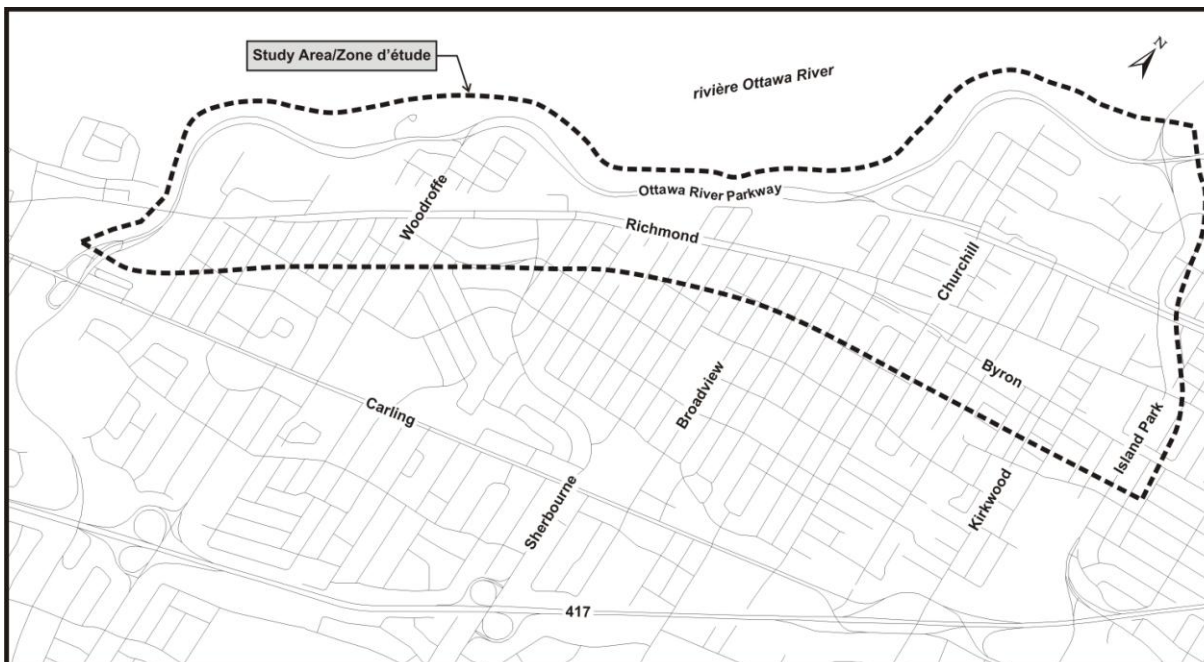 Study Area/Zone d'étude
N
rivière Ottawa River
Ottawa River Parkway
Woodroffe
Richmond
Churchill
Byron
Island Park
Broadview
Carling
Kirkwood
Sherbourne
417